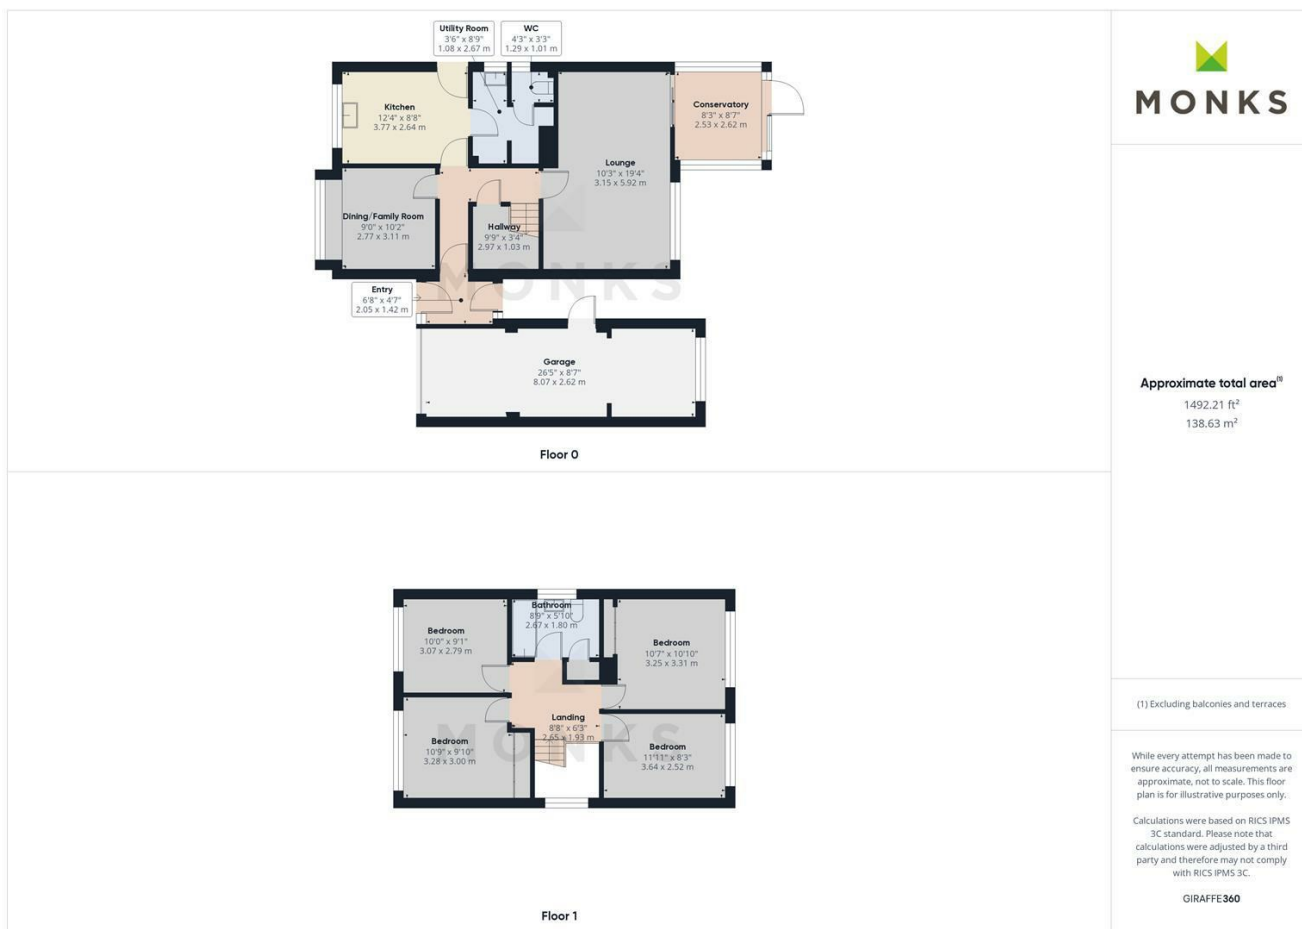 Utility Room
3'6" x 8'9"
1.08 x 2.67 m
WC
4'3" x 3'3"
1.29 x 1.01 m
Kitchen
12'4" x 8'8"
3.77 x 2.64 m
Conservatory
8'3" x 8'7"
2.53 x 2.62 m
Lounge
10'3" x 19'4"
3.15 x 5.92 m
Dining/Family Room
9'0" x 10'2"
2.77 x 3.11 m
Hallway
9'9" x 3'4"
2.97 x 1.03 m
MONKS
Entry
6'8" x 4'7"
2.05 x 1.42 m
Garage
26'5" x 8'7"
8.07 x 2.62 m
Floor 0
Bathroom
8'9" x 5'10"
2.67 x 1.80 m
Bedroom
10'0" x 9'1"
3.07 x 2.79 m
Bedroom
10'7" x 10'10"
3.25 x 3.31 m
Landing
8'8" x 6'3"
2.65 x 1.93 m
MONKS
Bedroom
10'9" x 9'10"
3.28 x 3.00 m
Bedroom
11'11" x 8'3"
3.64 x 2.52 m
Floor 1
MONKS
Approximate total area(1)
1492.21 ft²
138.63 m²
(1) Excluding balconies and terraces
While every attempt has been made to
ensure accuracy, all measurements are
approximate, not to scale. This floor
plan is for illustrative purposes only.
Calculations were based on RICS IPMS
3C standard. Please note that
calculations were adjusted by a third
party and therefore may not comply
with RICS IPMS 3C.
GIRAFFE360